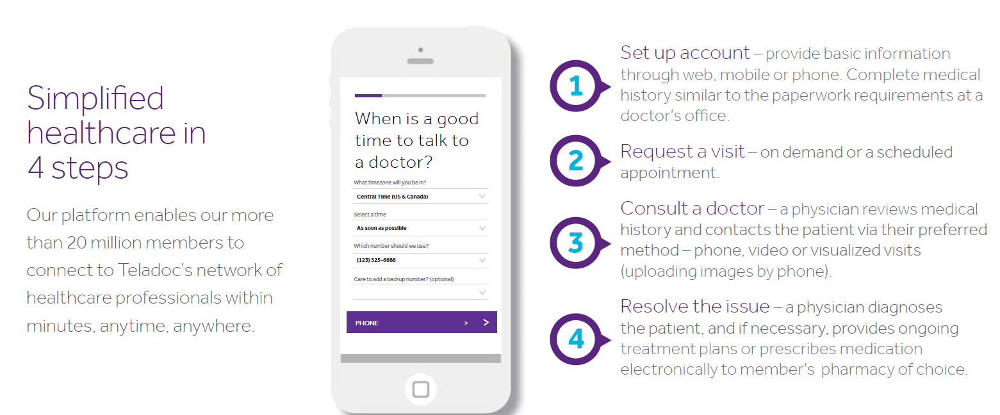 Simplified
healthcare in
4 steps
Our platform enables our more
than 20 million members to
connect to Teladoc's network of
healthcare professionals within
minutes, anytime, anywhere.
When is a good
time to talk to
a doctor?
What timezone will you be in?
Central Time (US & Canada)
Select a time
As soon as possible
Which number should we use?
(123) 525-6688
Care to add a backup number? (optional)
PHONE > >
1
Set up account – provide basic information
through web, mobile or phone. Complete medical
history similar to the paperwork requirements at a
doctor's office.
2
Request a visit – on demand or a scheduled
appointment.
3
Consult a doctor – a physician reviews medical
history and contacts the patient via their preferred
method – phone, video or visualized visits
(uploading images by phone).
4
Resolve the issue – a physician diagnoses
the patient, and if necessary, provides ongoing
treatment plans or prescribes medication
electronically to member's pharmacy of choice.